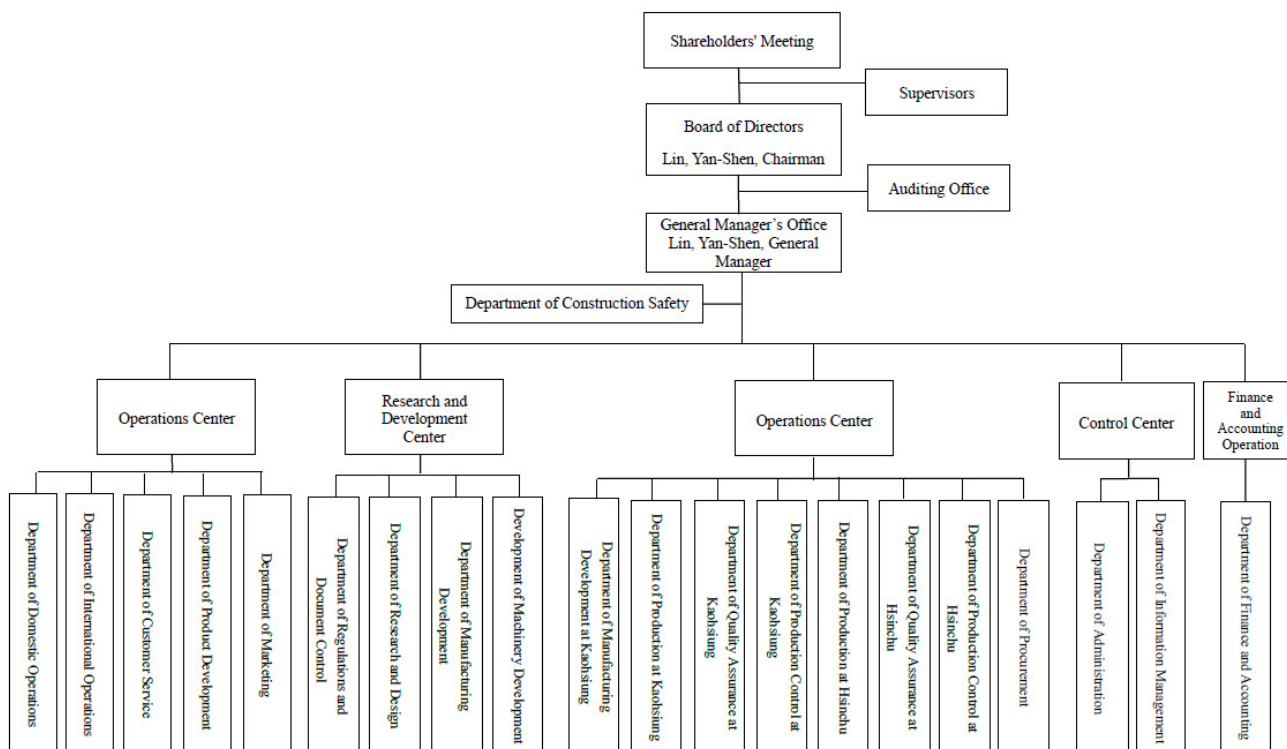 Shareholders' Meeting
Supervisors
Board of Directors
Lin, Yan-Shen, Chairman
Auditing Office
General Manager’s Office
Lin, Yan-Shen, General
Manager
Department of Construction Safety
Operations Center
Research and
Development
Center
Operations Center
Control Center
Finance
and
Accounting
Operation
Department of Domestic Operations
Department of International Operations
Department of Customer Service
Department of Product Development
Department of Marketing
Department of Regulations and
Document Control
Department of Research and Design
Department of Manufacturing
Development
Development of Machinery Development
Department of Manufacturing
Development at Kaohsiung
Department of Production at Kaohsiung
Department of Quality Assurance at
Kaohsiung
Department of Production Control at
Kaohsiung
Department of Production at Hsinchu
Department of Quality Assurance at
Hsinchu
Department of Production Control at
Hsinchu
Department of Procurement
Department of Administration
Department of Information Management
Department of Finance and Accounting